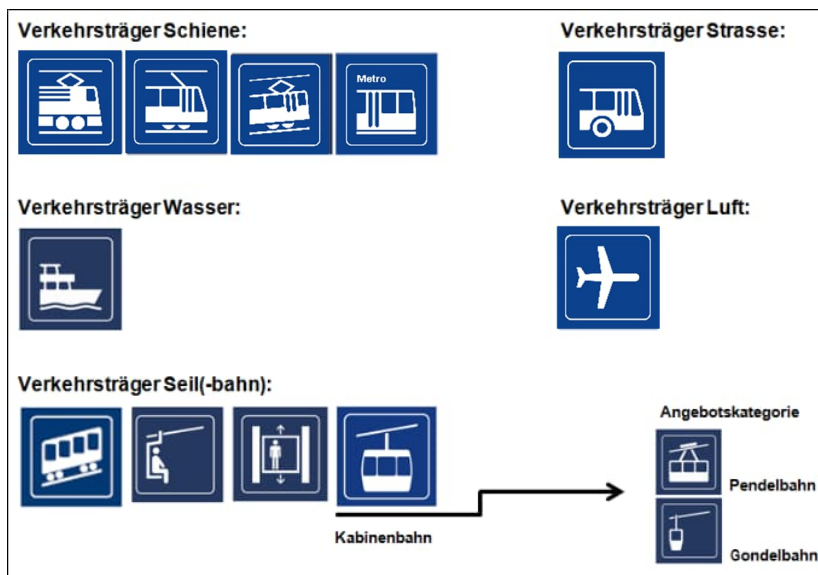 Verkehrsträger Schiene:
Verkehrsträger Strasse:
Metro
Verkehrsträger Wasser:
Verkehrsträger Luft:
Verkehrsträger Seil(-bahn):
Angebotskategorie
Pendelbahn
Kabinenbahn
Gondelbahn